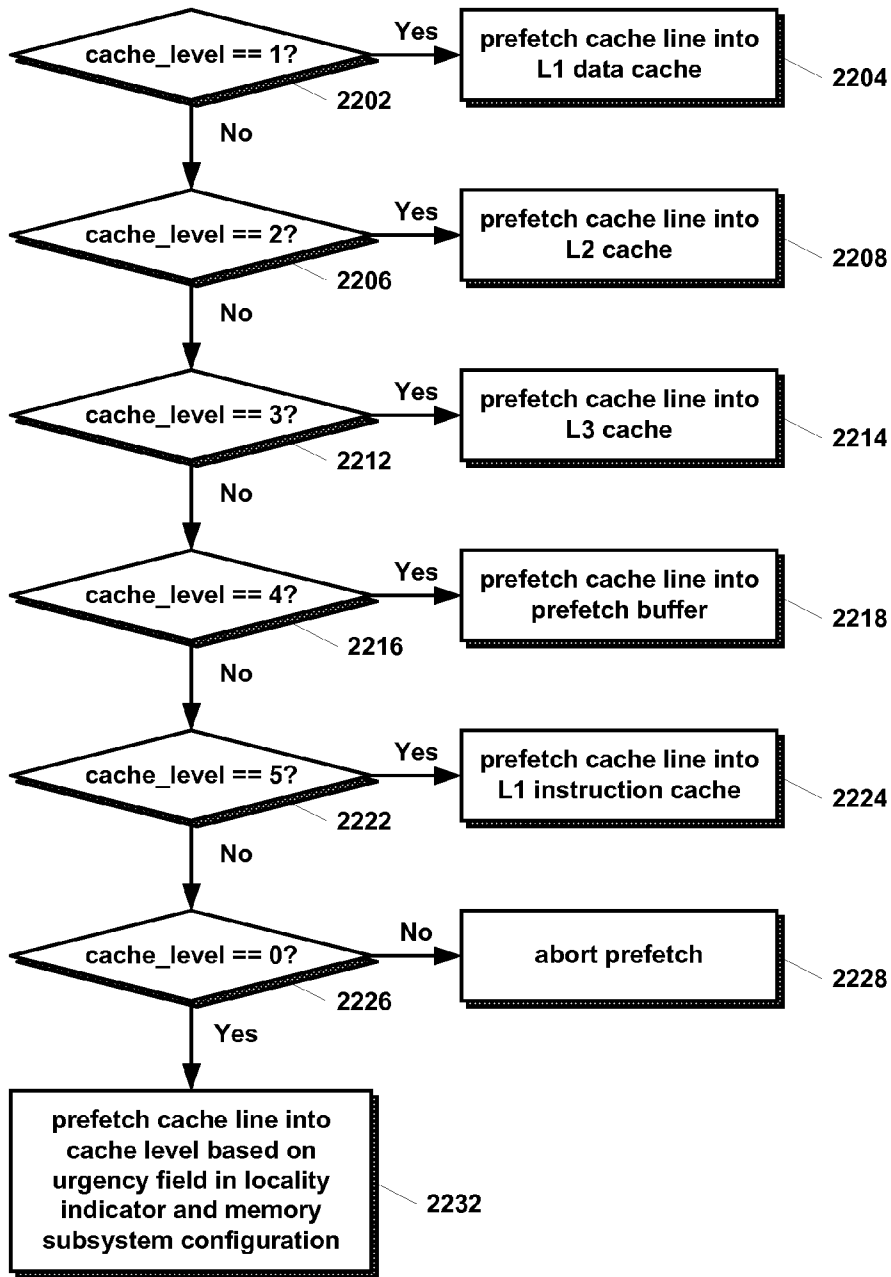 cache_level == 1?
Yes
prefetch cache line into
L1 data cache
2204
2202
No
cache_level == 2?
Yes
prefetch cache line into
L2 cache
2208
2206
No
cache_level == 3?
Yes
prefetch cache line into
L3 cache
2214
2212
No
cache_level == 4?
Yes
prefetch cache line into
prefetch buffer
2218
2216
No
cache_level == 5?
Yes
prefetch cache line into
L1 instruction cache
2224
2222
No
cache_level == 0?
No
abort prefetch
2228
2226
Yes
prefetch cache line into
cache level based on
urgency field in locality
indicator and memory
subsystem configuration
2232